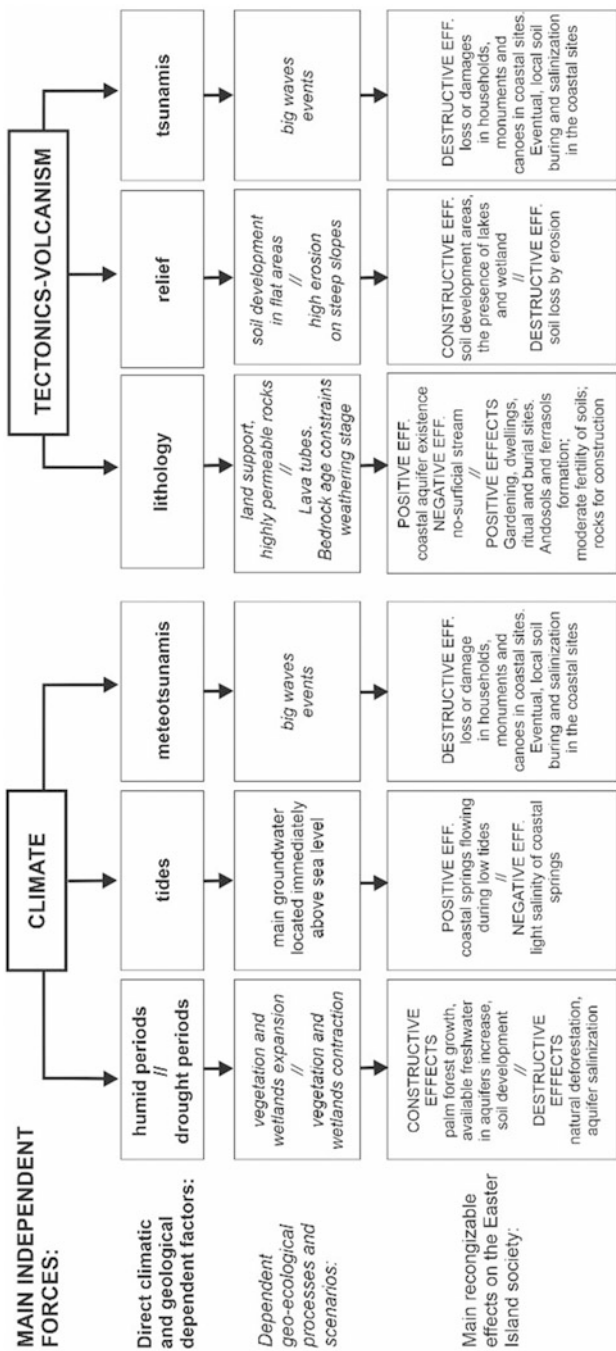 MAIN INDEPENDENT
FORCES:
CLIMATE
TECTONICS-VOLCANISM
Direct climatic
and geological
dependent factors:
humid periods
//
drought periods
tides
meteotsunamis
lithology
relief
tsunamis
Dependent
geo-ecological
processes and
scenarios:
vegetation and
wetlands expansion
//
vegetation and
wetlands contraction
main groundwater
located immediately
above sea level
big waves
events
land support,
highly permeable rocks
//
Lava tubes.
Bedrock age constrains
weathering stage
soil development
in flat areas
//
high erosion
on steep slopes
big waves
events
Main recongizable
effects on the Easter
Island society:
CONSTRUCTIVE
EFFECTS
palm forest growth,
available freshwater
in aquifers increase,
soil development
//
DESTRUCTIVE
EFFECTS
natural deforestation,
aquifer salinization
POSITIVE EFF.
coastal springs flowing
during low tides
//
NEGATIVE EFF.
light salinity of coastal
springs
DESTRUCTIVE EFF.
loss or damage
in households,
monuments and
canoes in coastal sites.
Eventual, local soil
buring and salinization
in the coastal sites
POSITIVE EFF.
coastal aquifer existence
NEGATIVE EFF.
no-surficial stream
//
POSITIVE EFFECTS
Gardening, dwellings,
ritual and burial sites.
Andosols and ferrasols
formation;
moderate fertility of soils;
rocks for construction
CONSTRUCTIVE EFF.
soil development areas,
the presence of lakes
and wetland
//
DESTRUCTIVE EFF.
soil loss by erosion
DESTRUCTIVE EFF.
loss or damages
in households,
monuments and
canoes in coastal sites.
Eventual, local soil
buring and salinization
in the coastal sites